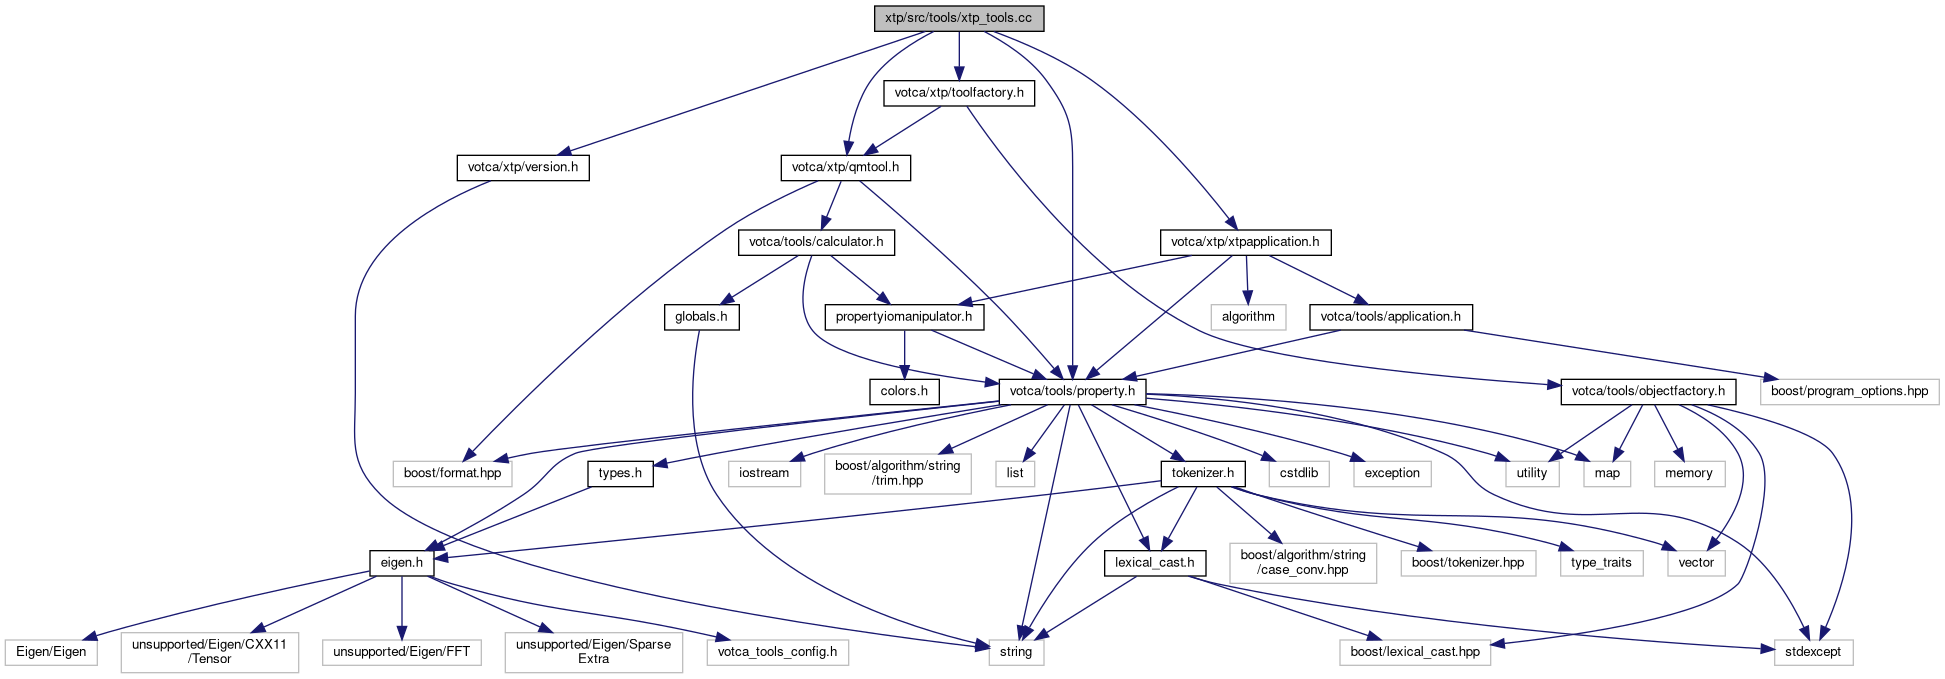 xtp/src/tools/xtp_tools.cc
votca/xtp/toolfactory.h
votca/xtp/version.h
votca/xtp/qmtool.h
votca/tools/calculator.h
votca/xtp/xtpapplication.h
globals.h
propertyiomanipulator.h
algorithm
votca/tools/application.h
colors.h
votca/tools/property.h
votca/tools/objectfactory.h
boost/program_options.hpp
boost/format.hpp
types.h
iostream
boost/algorithm/string
/trim.hpp
list
tokenizer.h
cstdlib
exception
utility
map
memory
eigen.h
lexical_cast.h
boost/algorithm/string
/case_conv.hpp
boost/tokenizer.hpp
type_traits
vector
Eigen/Eigen
unsupported/Eigen/CXX11
/Tensor
unsupported/Eigen/FFT
unsupported/Eigen/Sparse
Extra
votca_tools_config.h
string
boost/lexical_cast.hpp
stdexcept